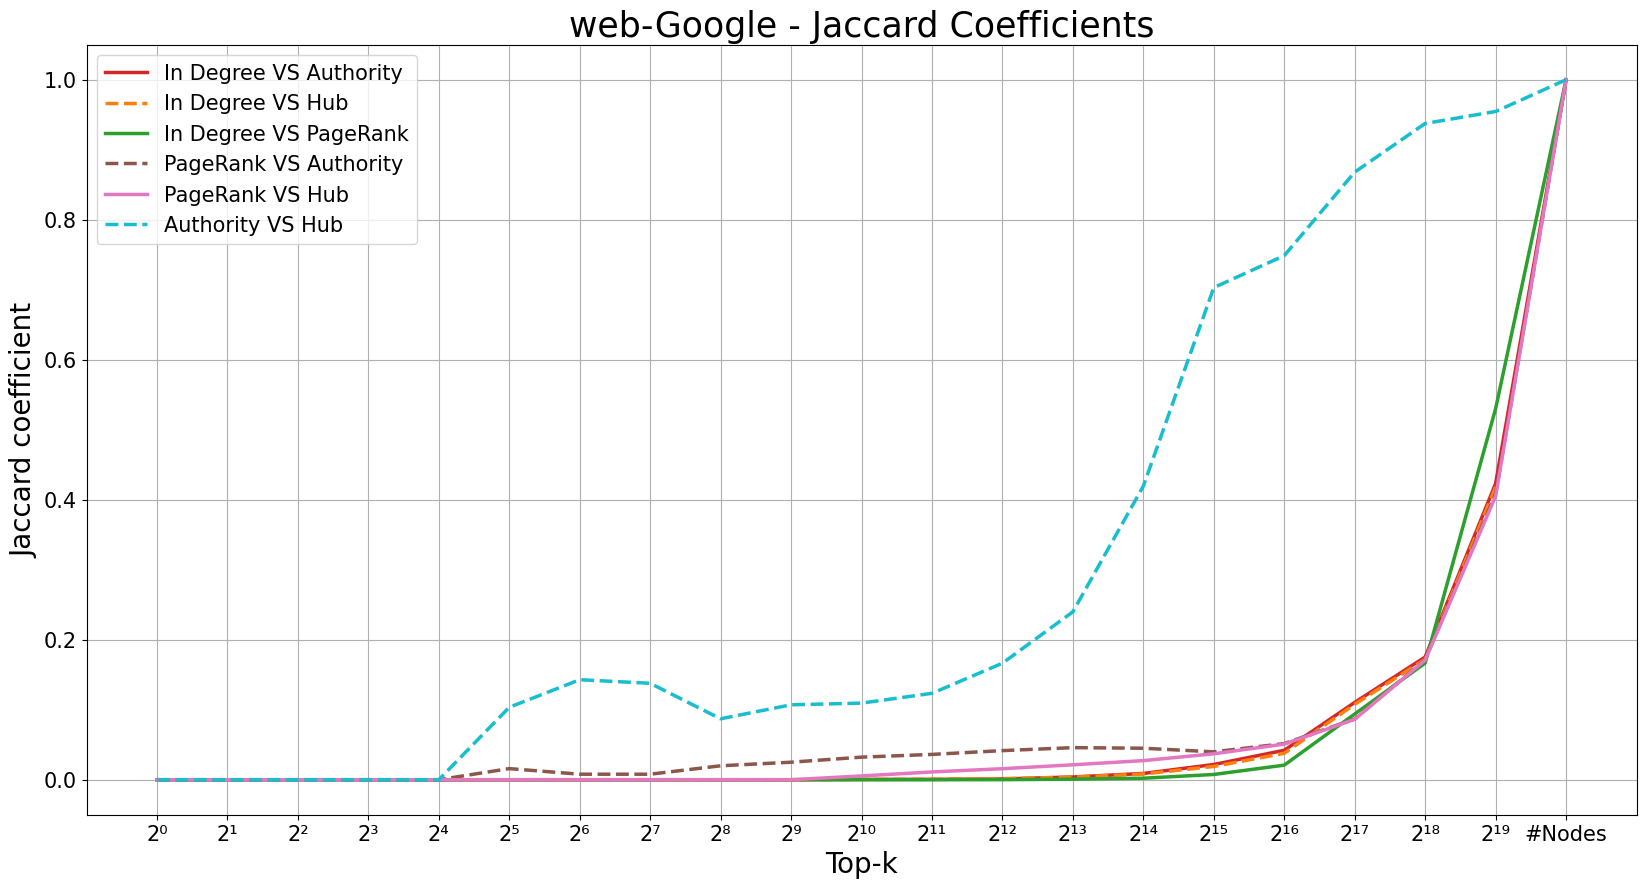 web-Google - Jaccard Coefficients
In Degree VS Authority
In Degree VS Hub
In Degree VS PageRank
PageRank VS Authority
PageRank VS Hub
Authority VS Hub
Jaccard coefficient
1.0
0.8
0.6
0.4
0.2
0.0
2⁰ 2¹ 2² 2³ 2⁴ 2⁵ 2⁶ 2⁷ 2⁸ 2⁹ 2¹⁰ 2¹¹ 2¹² 2¹³ 2¹⁴ 2¹⁵ 2¹⁶ 2¹⁷ 2¹⁸ 2¹⁹ #Nodes
Top-k